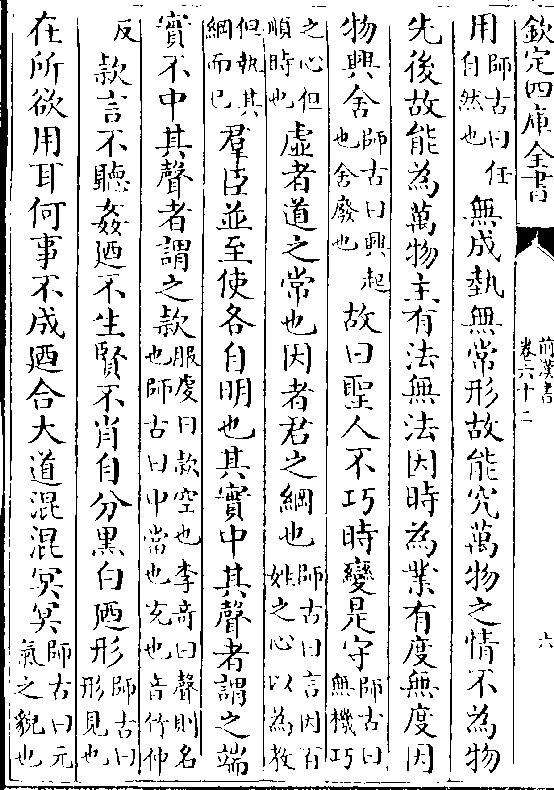 欽定四庫全書
前漢書
卷六十二
六
用師古曰任自然也無成埶無常形故能究萬物之情不為物
先後故能為萬物主有法無法因時為業有度無度因
物興舍師古曰興起也舍廢也故曰聖人不巧時變是守師古曰無機巧
之心但順時也虛者道之常也因者君之綱也師古曰言因百姓之心以為教
但執其綱而已羣臣並至使各自明也其實中其聲者謂之端
實不中其聲者謂之款服虔曰款空也李奇曰聲則名也師古曰中當也充也音竹仲
反款言不聽姦廼不生賢不肖自分黑白廼形師古曰形見也
在所欲用耳何事不成廼合大道混混冥冥師古曰元氣之貌也